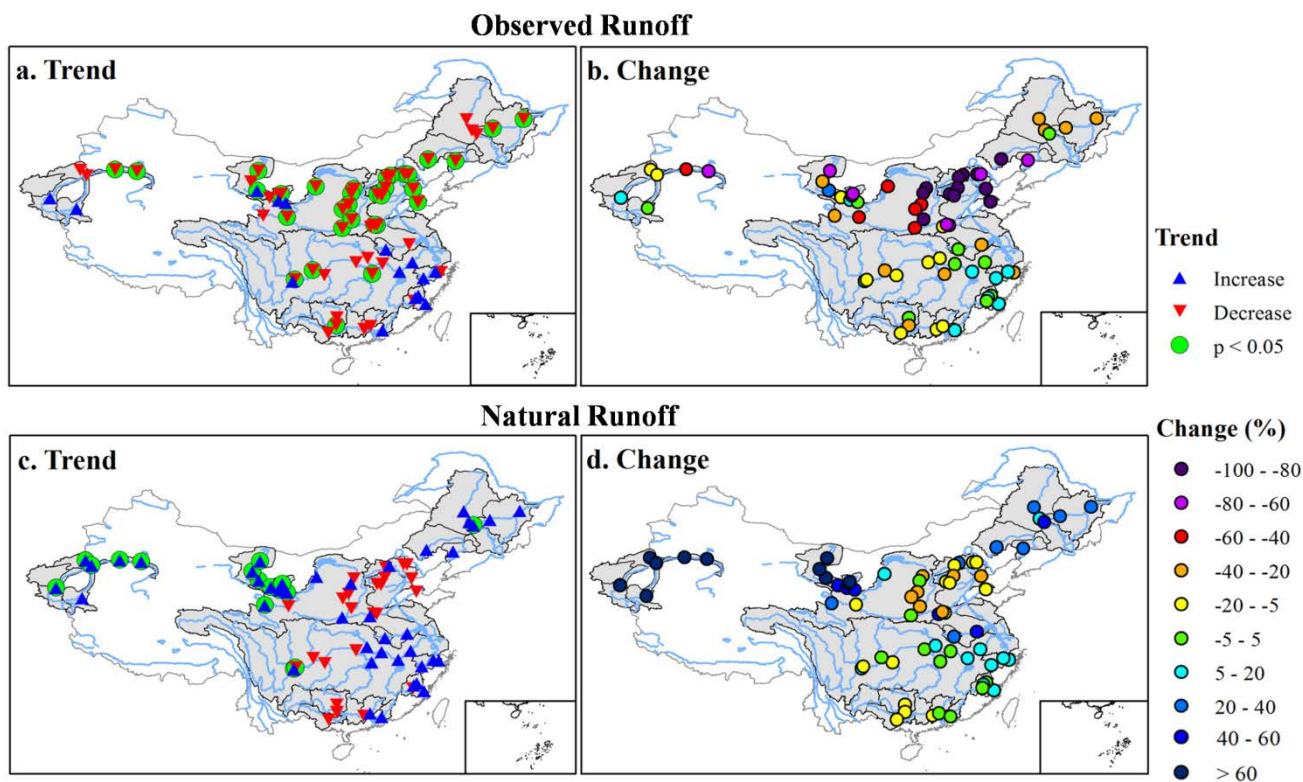 Observed Runoff
a. Trend
b. Change
Trend
Increase
Decrease
p < 0.05
Natural Runoff
c. Trend
d. Change
Change (%)
-100 - -80
-80 - -60
-60 - -40
-40 - -20
-20 - -5
-5 - 5
5 - 20
20 - 40
40 - 60
> 60